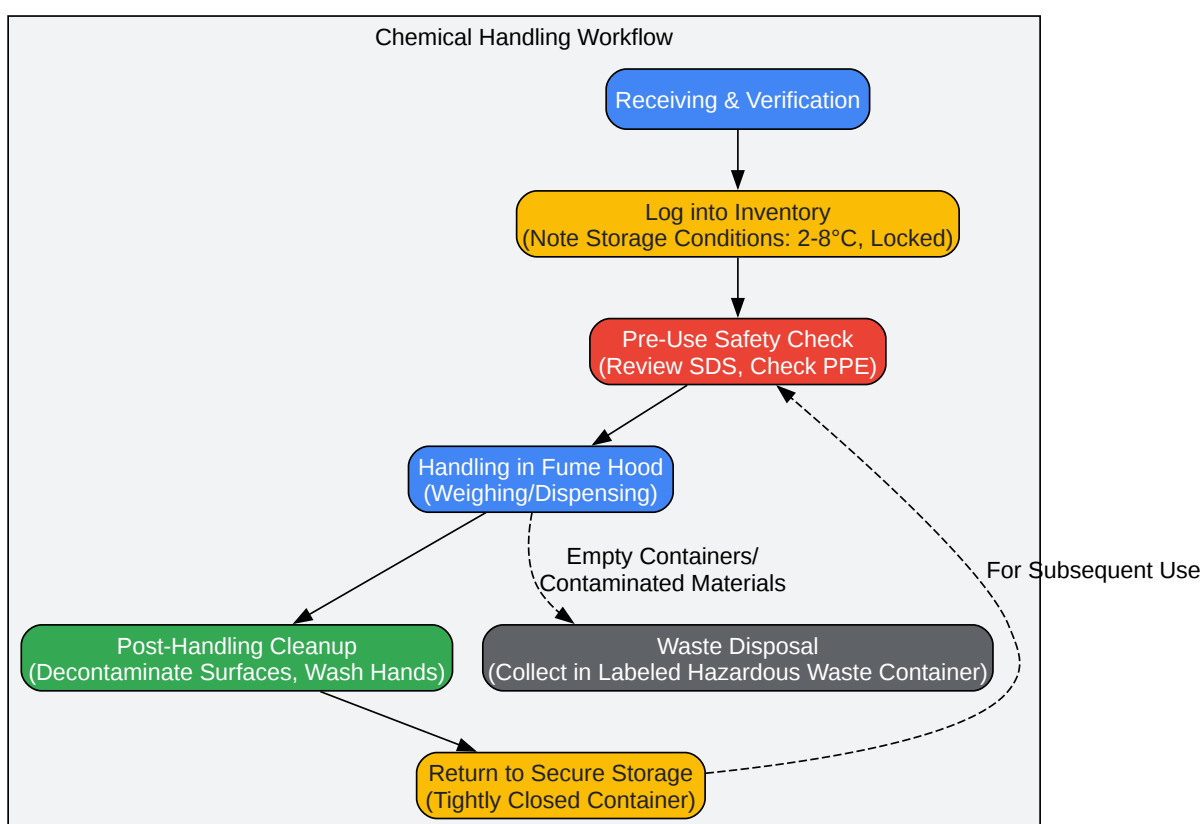 Chemical Handling Workflow
Receiving & Verification
Log into Inventory
(Note Storage Conditions: 2-8°C, Locked)
Pre-Use Safety Check
(Review SDS, Check PPE)
Handling in Fume Hood
(Weighing/Dispensing)
Empty Containers/
Contaminated Materials
For Subsequent Use
Post-Handling Cleanup
(Decontaminate Surfaces, Wash Hands)
Waste Disposal
(Collect in Labeled Hazardous Waste Container)
Return to Secure Storage
(Tightly Closed Container)